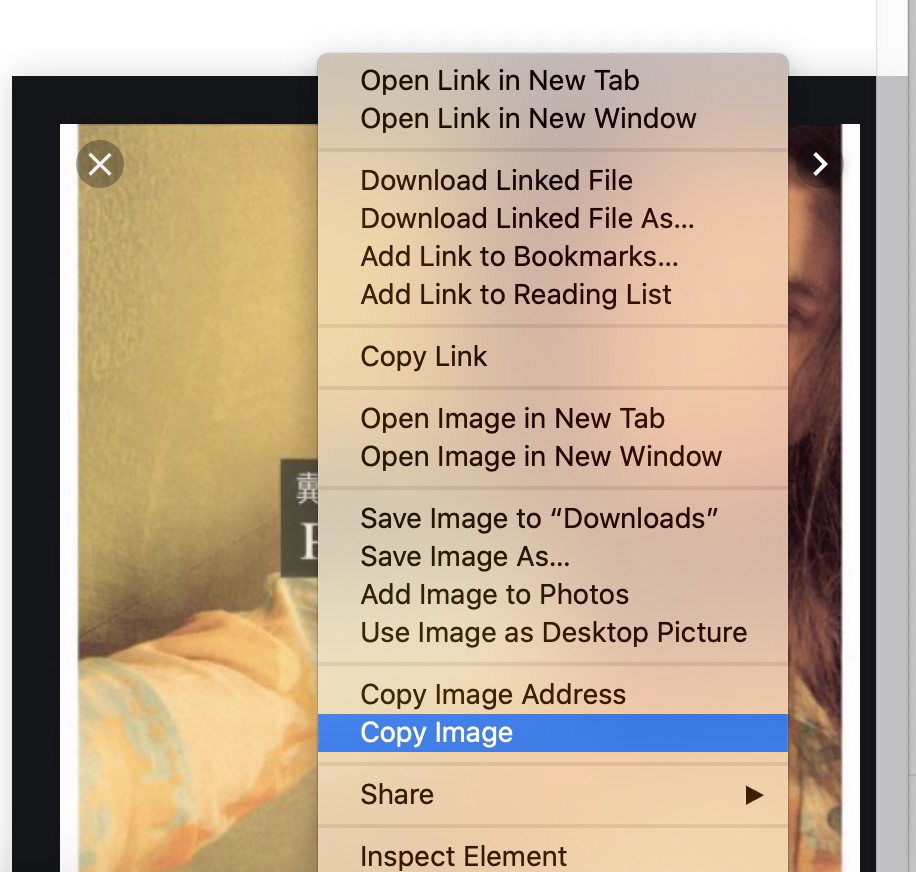 Open Link in New Tab
Open Link in New Window
Download Linked File
Download Linked File As...
Add Link to Bookmarks...
Add Link to Reading List
Copy Link
Open Image in New Tab
Open Image in New Window
戴
Save Image to “Downloads”
Save Image As...
Add Image to Photos
Use Image as Desktop Picture
Copy Image Address
Copy Image
Share
Inspect Element